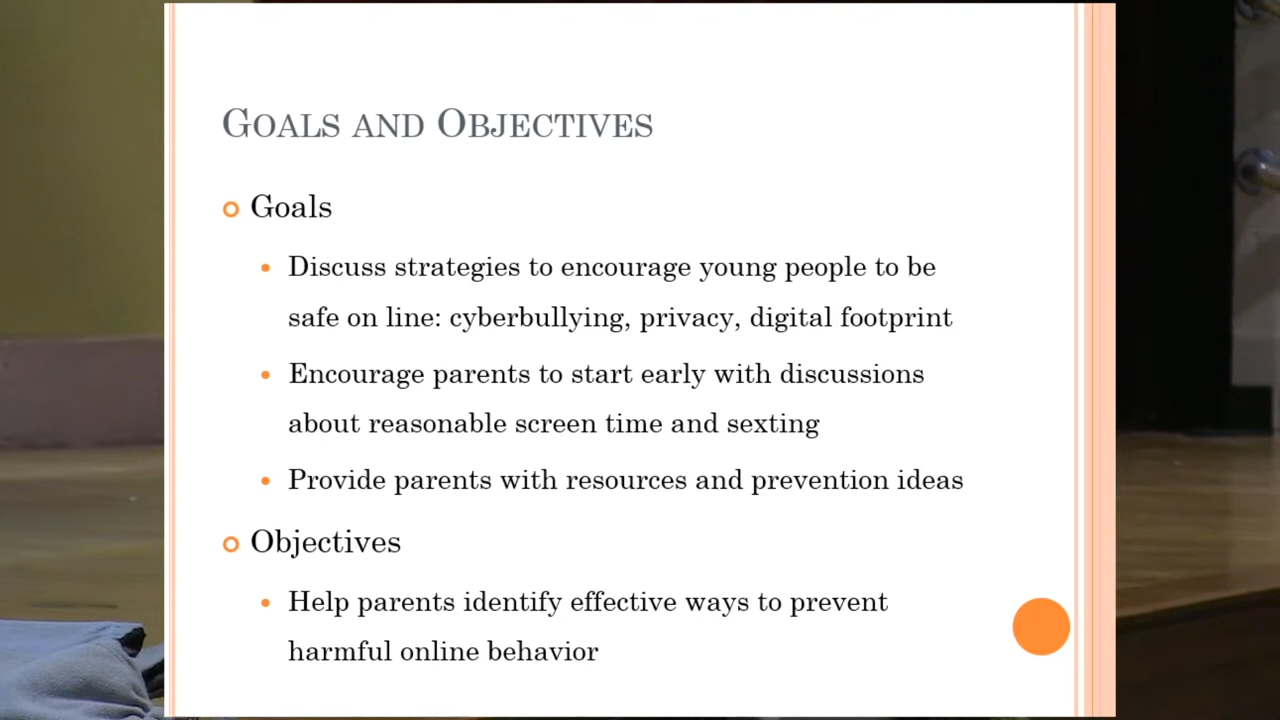 GOALS AND OBJECTIVES
Goals
Discuss strategies to encourage young people to be
safe on line: cyberbullying, privacy, digital footprint
Encourage parents to start early with discussions
about reasonable screen time and sexting
Provide parents with resources and prevention ideas
Objectives
Help parents identify effective ways to prevent
harmful online behavior